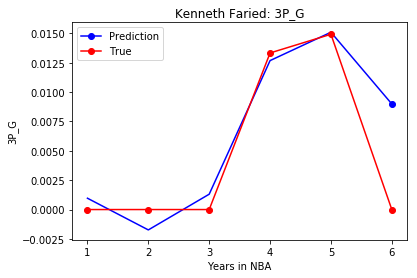 Kenneth Faried: 3P_G
Prediction
True
3P_G
0.0150
0.0125
0.0100
0.0075
0.0050
0.0025
0.0000
−0.0025
1 2 3 4 5 6
Years in NBA